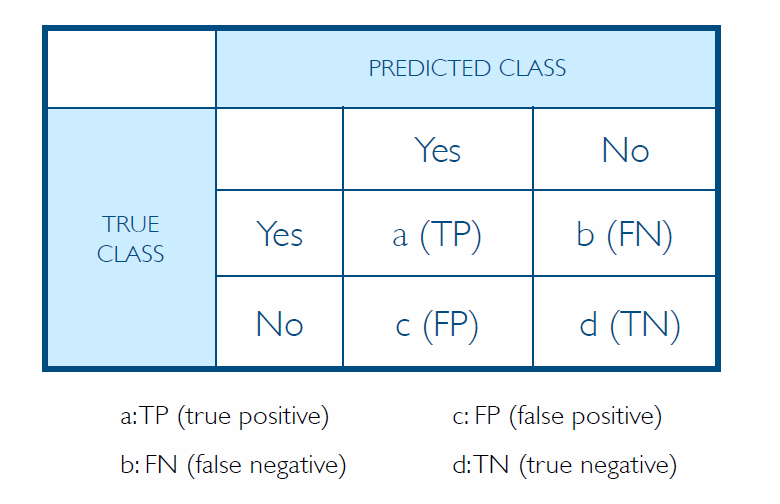 PREDICTED CLASS
Yes No
TRUE
CLASS
Yes a (TP) b (FN)
No c (FP) d (TN)
a: TP (true positive) c: FP (false positive)
b: FN (false negative) d: TN (true negative)